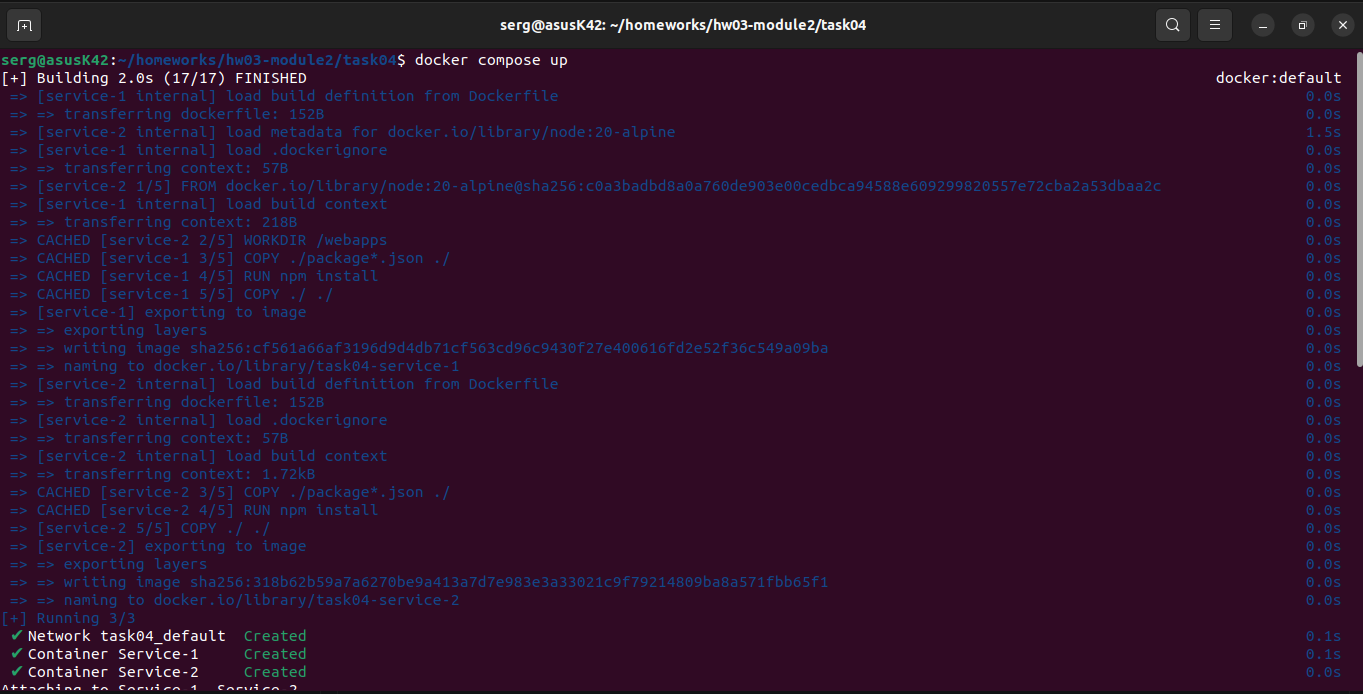 serg@asusK42: ~/homeworks/hw03-module2/task04
serg@asusK42:~/homeworks/hw03-module2/task04$ docker compose up
[+] Building 2.0s (17/17) FINISHED docker:default
=> [service-1 internal] load build definition from Dockerfile 0.0s
=> => transferring dockerfile: 152B 0.0s
=> [service-2 internal] load metadata for docker.io/library/node:20-alpine 1.5s
=> [service-1 internal] load .dockerignore 0.0s
=> => transferring context: 57B 0.0s
=> [service-2 1/5] FROM docker.io/library/node:20-alpine@sha256:c0a3badbd8a0a760de903e00cedbca94588e609299820557e72cba2a53dbaa2c 0.0s
=> [service-1 internal] load build context 0.0s
=> => transferring context: 218B 0.0s
=> CACHED [service-2 2/5] WORKDIR /webapps 0.0s
=> CACHED [service-1 3/5] COPY ./package*.json ./ 0.0s
=> CACHED [service-1 4/5] RUN npm install 0.0s
=> CACHED [service-1 5/5] COPY ./ ./ 0.0s
=> [service-1] exporting to image 0.0s
=> => exporting layers 0.0s
=> => writing image sha256:cf561a66af3196d9d4db71cf563cd96c9430f27e400616fd2e52f36c549a09ba 0.0s
=> => naming to docker.io/library/task04-service-1 0.0s
=> [service-2 internal] load build definition from Dockerfile 0.0s
=> => transferring dockerfile: 152B 0.0s
=> [service-2 internal] load .dockerignore 0.0s
=> => transferring context: 57B 0.0s
=> [service-2 internal] load build context 0.0s
=> => transferring context: 1.72kB 0.0s
=> CACHED [service-2 3/5] COPY ./package*.json ./ 0.0s
=> CACHED [service-2 4/5] RUN npm install 0.0s
=> [service-2 5/5] COPY ./ ./ 0.0s
=> [service-2] exporting to image 0.0s
=> => exporting layers 0.0s
=> => writing image sha256:318b62b59a7a6270be9a413a7d7e983e3a33021c9f79214809ba8a571fbb65f1 0.0s
=> => naming to docker.io/library/task04-service-2 0.0s
[+] Running 3/3
✔ Network task04_default Created 0.1s
✔ Container Service-1 Created 0.1s
✔ Container Service-2 Created 0.0s
Attaching to Service-1, Service-2